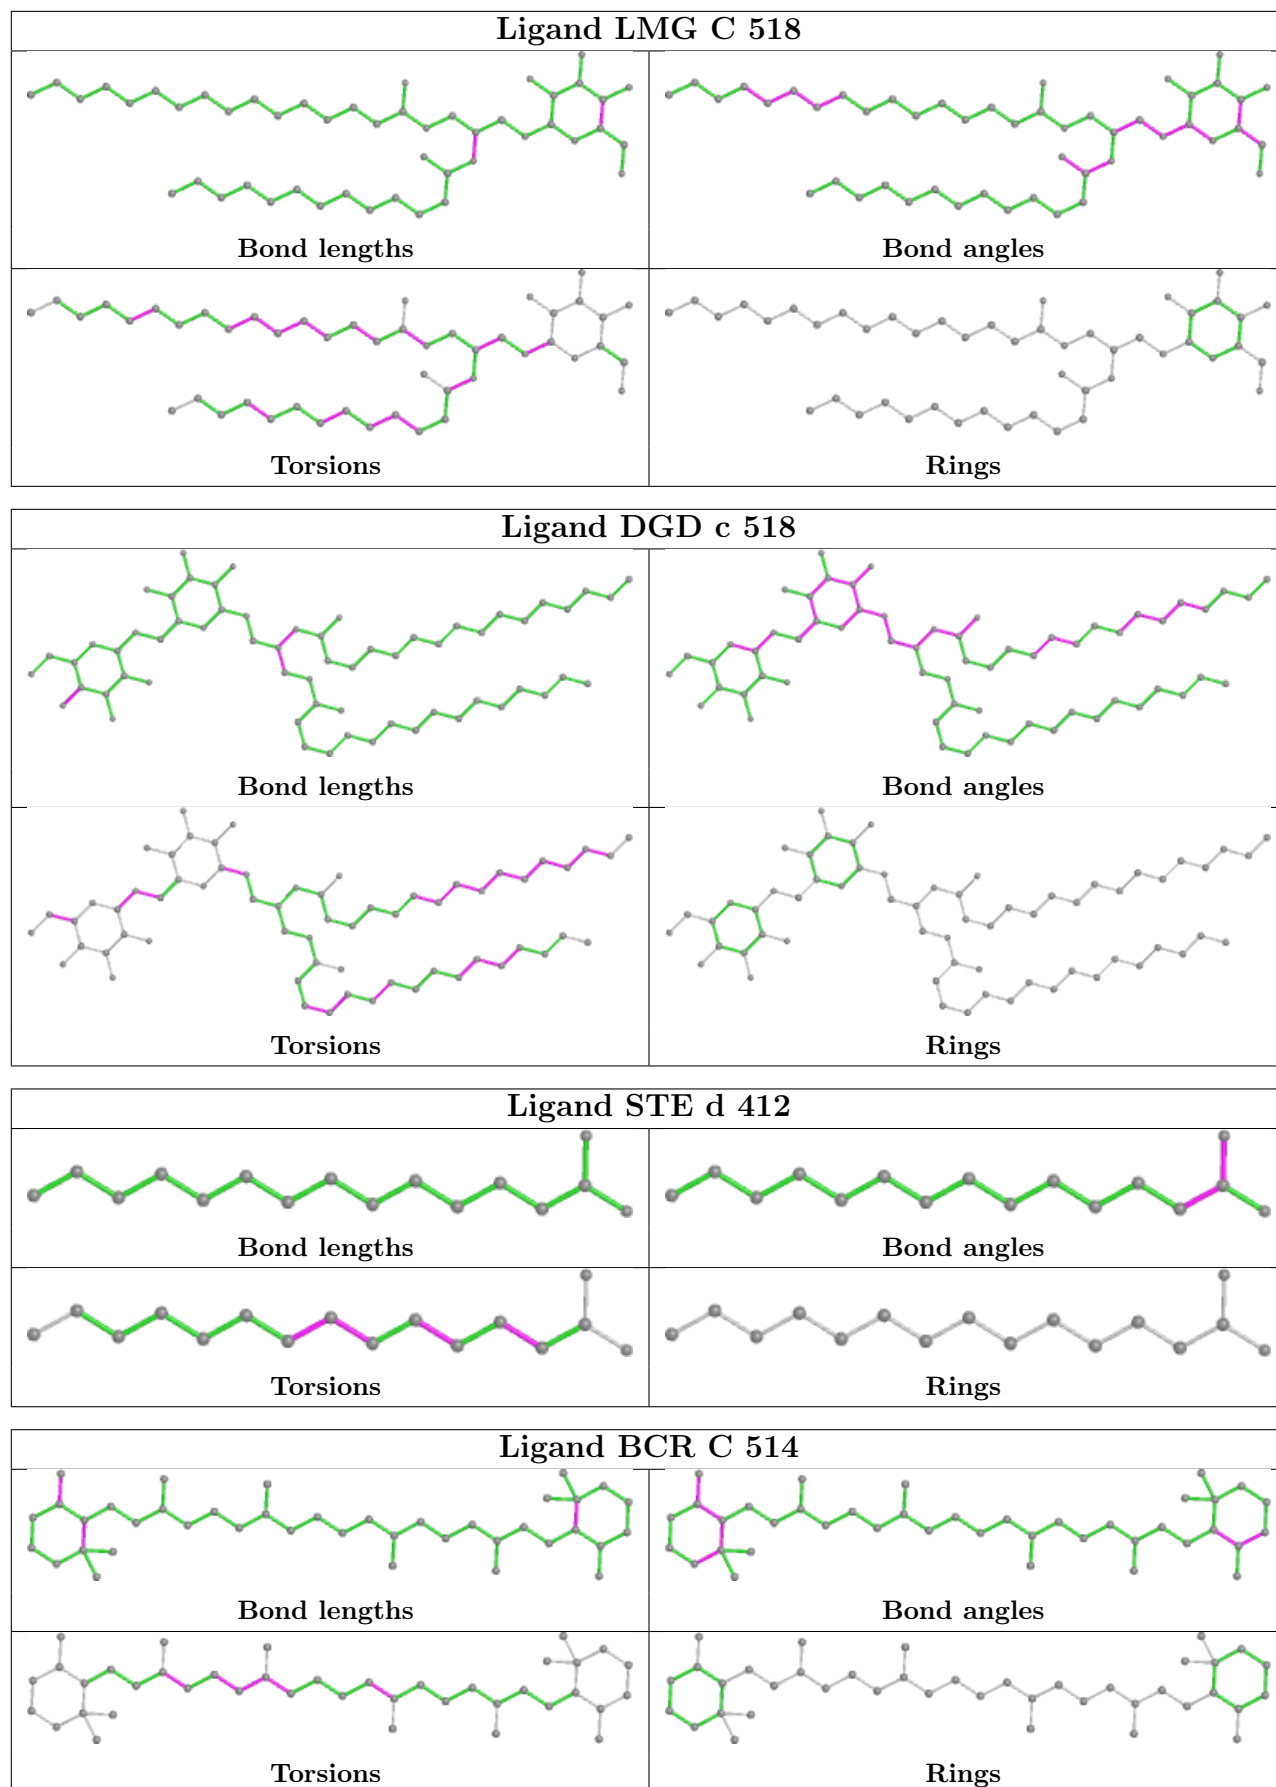 Ligand LMG C 518
Bond lengths
Bond angles
Torsions
Rings
Ligand DGD c 518
Bond lengths
Bond angles
Torsions
Rings
Ligand STE d 412
Bond lengths
Bond angles
Torsions
Rings
Ligand BCR C 514
Bond lengths
Bond angles
Torsions
Rings